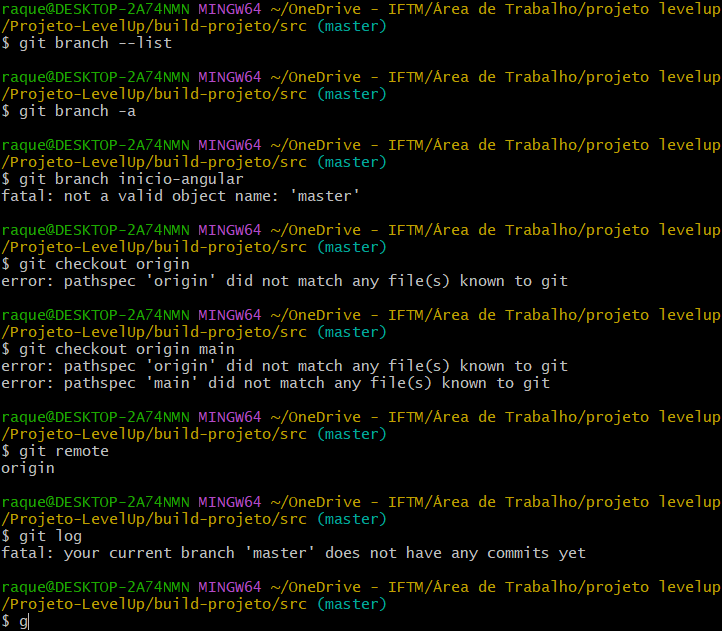 raque@DESKTOP-2A74NMN MINGW64 ~/OneDrive - IFTM/Área de Trabalho/projeto levelup
/Projeto-LevelUp/build-projeto/src (master)
$ git branch --list
raque@DESKTOP-2A74NMN MINGW64 ~/OneDrive - IFTM/Área de Trabalho/projeto levelup
/Projeto-LevelUp/build-projeto/src (master)
$ git branch -a
raque@DESKTOP-2A74NMN MINGW64 ~/OneDrive - IFTM/Área de Trabalho/projeto levelup
/Projeto-LevelUp/build-projeto/src (master)
$ git branch inicio-angular
fatal: not a valid object name: 'master'
raque@DESKTOP-2A74NMN MINGW64 ~/OneDrive - IFTM/Área de Trabalho/projeto levelup
/Projeto-LevelUp/build-projeto/src (master)
$ git checkout origin
error: pathspec 'origin' did not match any file(s) known to git
raque@DESKTOP-2A74NMN MINGW64 ~/OneDrive - IFTM/Área de Trabalho/projeto levelup
/Projeto-LevelUp/build-projeto/src (master)
$ git checkout origin main
error: pathspec 'origin' did not match any file(s) known to git
error: pathspec 'main' did not match any file(s) known to git
raque@DESKTOP-2A74NMN MINGW64 ~/OneDrive - IFTM/Área de Trabalho/projeto levelup
/Projeto-LevelUp/build-projeto/src (master)
$ git remote
origin
raque@DESKTOP-2A74NMN MINGW64 ~/OneDrive - IFTM/Área de Trabalho/projeto levelup
/Projeto-LevelUp/build-projeto/src (master)
$ git log
fatal: your current branch 'master' does not have any commits yet
raque@DESKTOP-2A74NMN MINGW64 ~/OneDrive - IFTM/Área de Trabalho/projeto levelup
/Projeto-LevelUp/build-projeto/src (master)
$ g